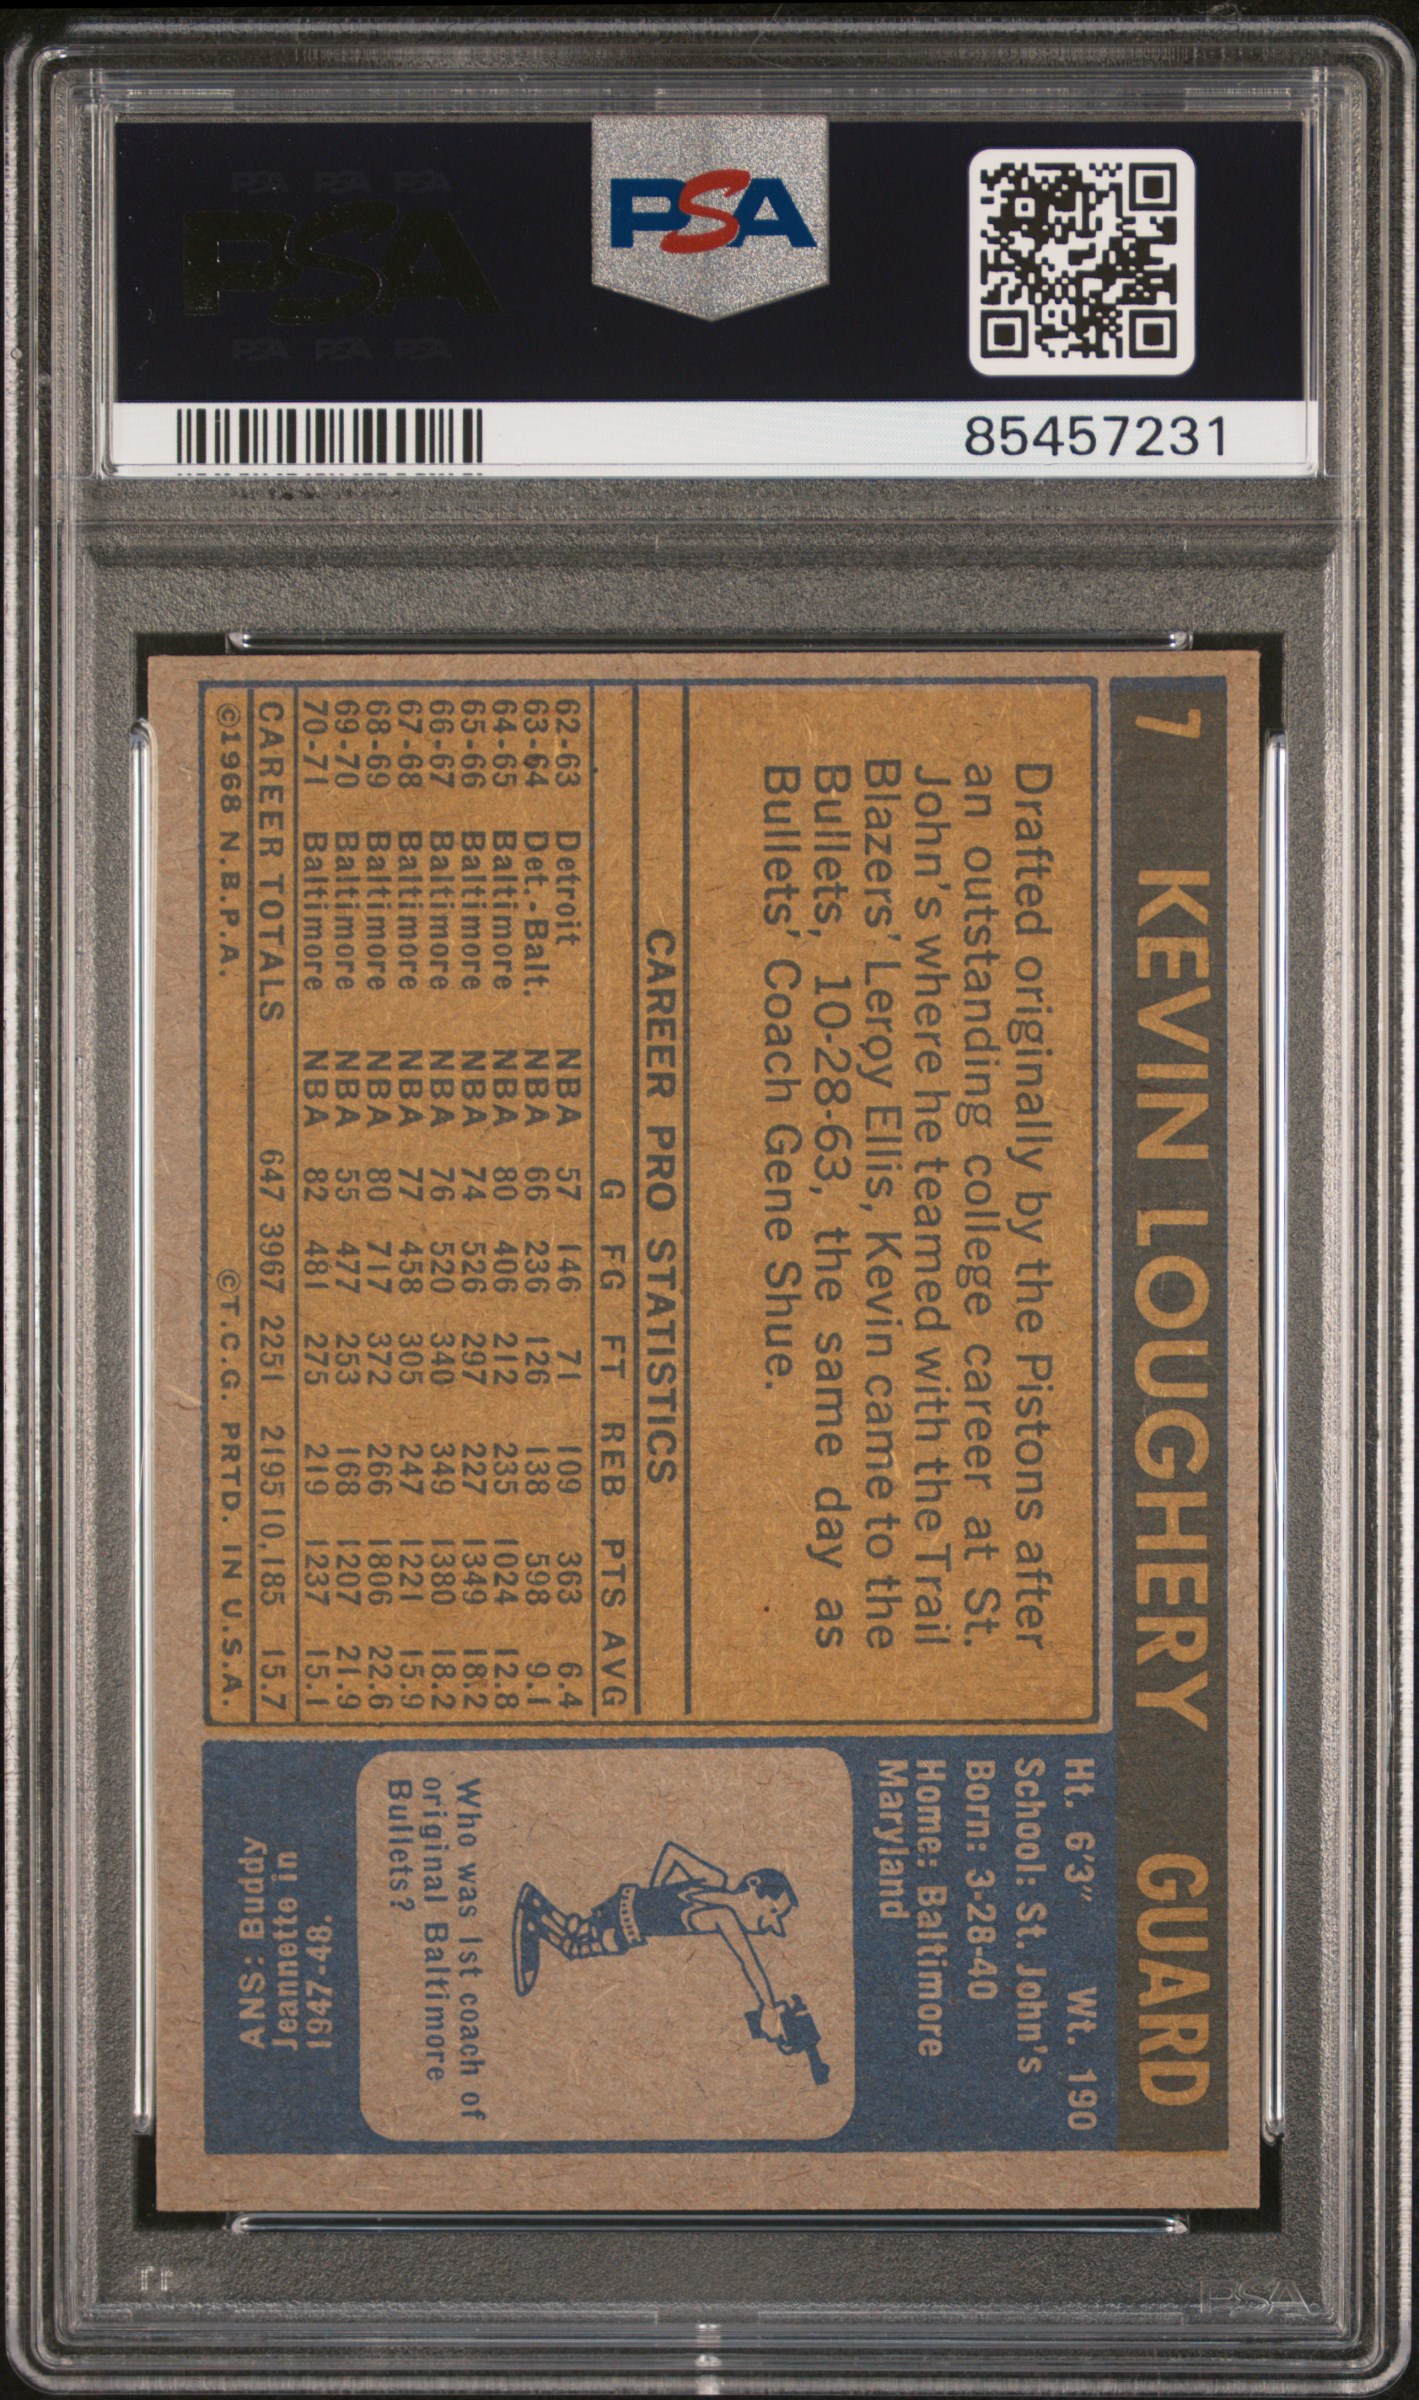 PSA PSA PSA
PSA
PSA PSA PSA
PSA
85457231
7 KEVIN LOUGHERY GUARD
Drafted originally by the Pistons after
an outstanding college career at St.
John's where he teamed with the Trail
Blazers' Leroy Ellis, Kevin came to the
Bullets, 10-28-63, the same day as
Bullets' Coach Gene Shue.
CAREER PRO STATISTICS
G FG FT REB PTS AVG
62-63 Detroit NBA 57 146 71 109 363 6.4
63-64 Det.-Balt. NBA 66 236 126 138 598 9.1
64-65 Baltimore NBA 80 406 212 235 1024 12.8
65-66 Baltimore NBA 74 526 297 227 1349 18.2
66-67 Baltimore NBA 76 520 340 349 1380 18.2
67-68 Baltimore NBA 77 458 305 247 1221 15.9
68-69 Baltimore NBA 80 717 372 266 1806 22.6
69-70 Baltimore NBA 55 477 253 168 1207 21.9
70-71 Baltimore NBA 82 481 275 219 1237 15.1
CAREER TOTALS 647 3967 2251 2195 10,185 15.7
©1968 N.B.P.A. ©T.C.G. PRTD. IN U.S.A.
Ht. 6'3" Wt. 190
School: St. John's
Born: 3-28-40
Home: Baltimore
Maryland
Who was 1st coach of
original Baltimore
Bullets?
ANS: Buddy
Jeannette in
1947-48.
PSA